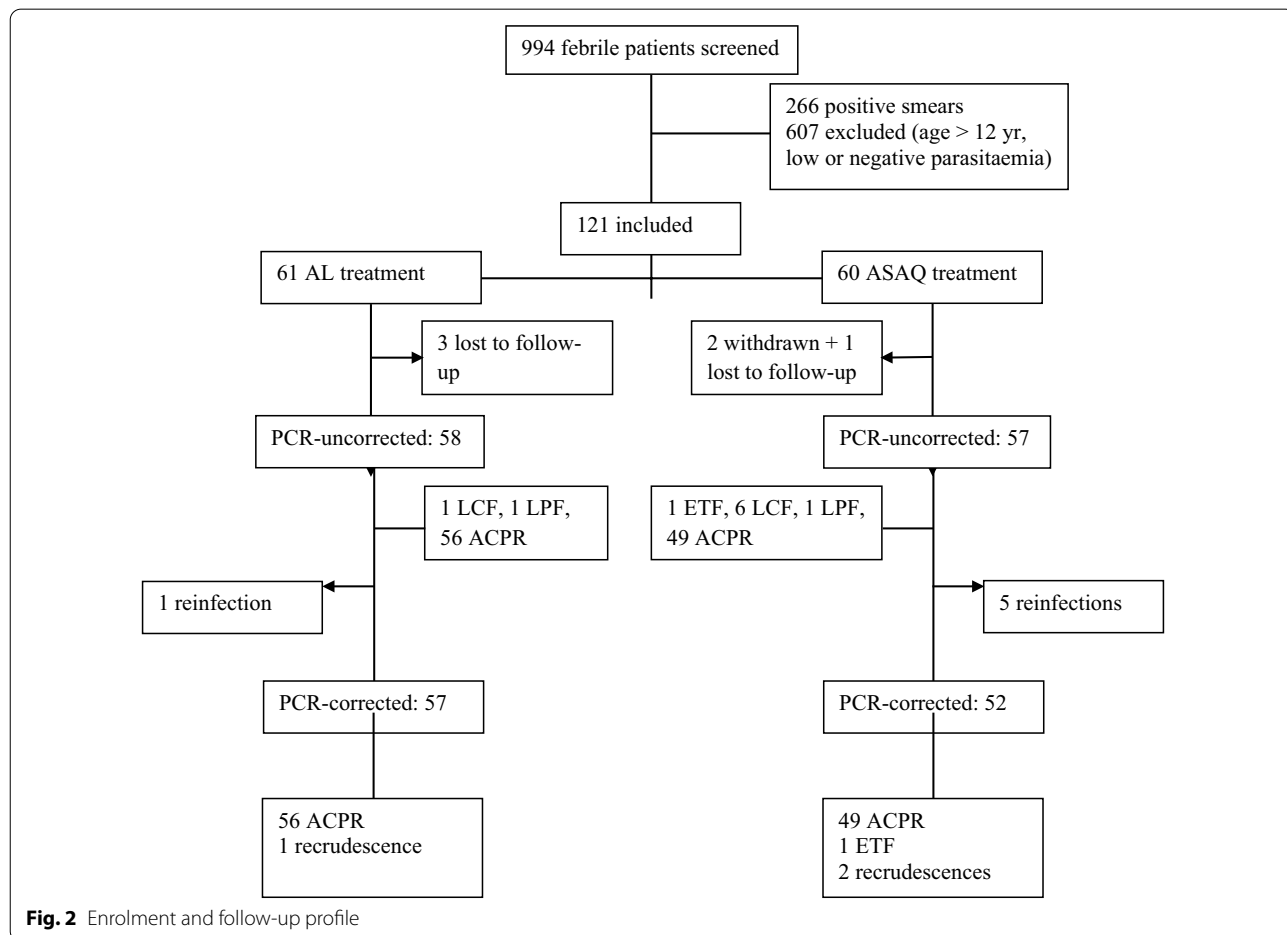 994 febrile patients screened
266 positive smears
607 excluded (age > 12 yr,
low or negative parasitaemia)
121 included
61 AL treatment
60 ASAQ treatment
3 lost to follow-
up
2 withdrawn + 1
lost to follow-up
PCR-uncorrected: 58
PCR-uncorrected: 57
1 LCF, 1 LPF,
56 ACPR
1 ETF, 6 LCF, 1 LPF,
49 ACPR
1 reinfection
5 reinfections
PCR-corrected: 57
PCR-corrected: 52
56 ACPR
1 recrudescence
49 ACPR
1 ETF
2 recrudescences
Fig. 2 Enrolment and follow-up profile